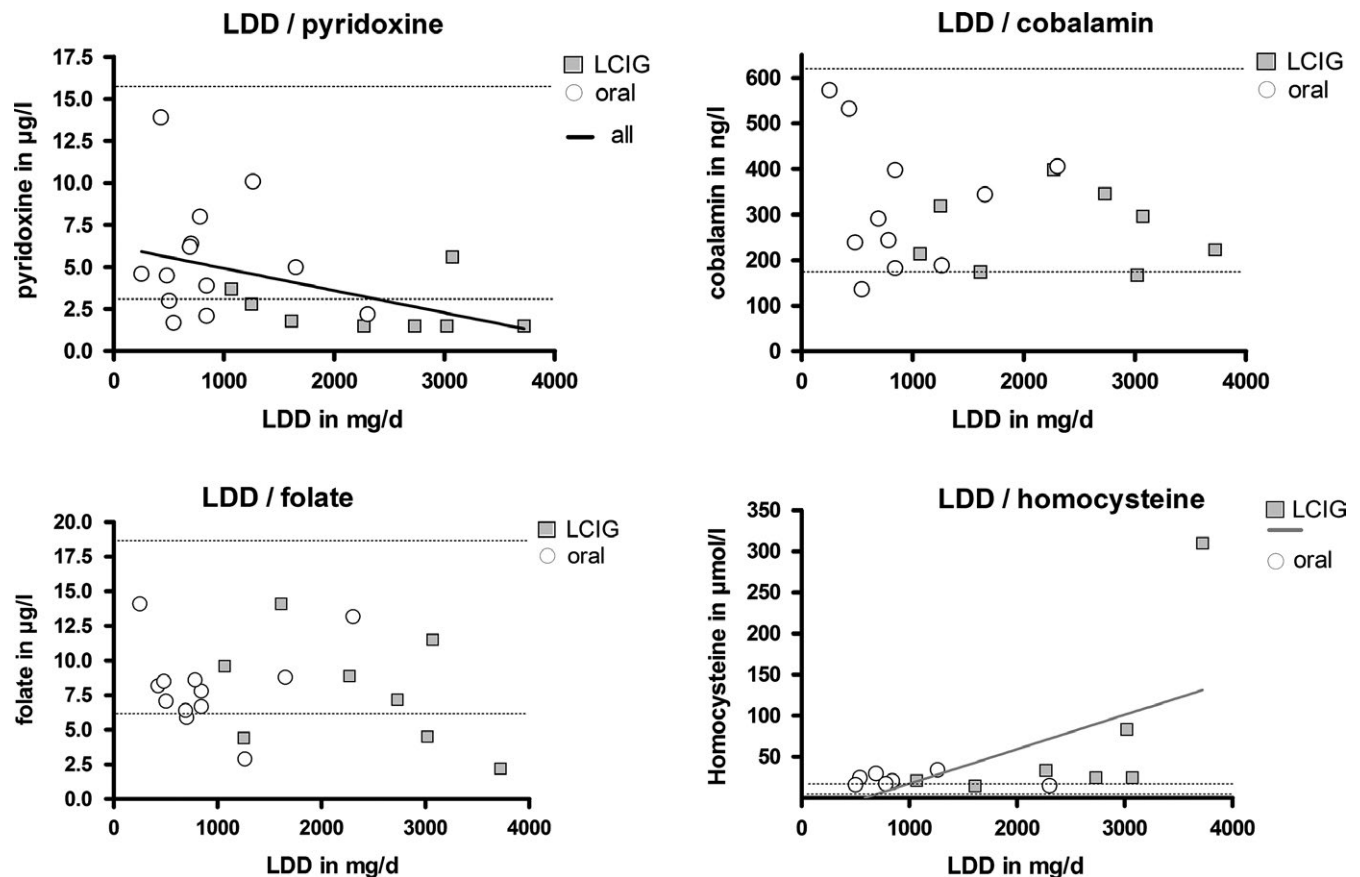 LDD / pyridoxine
17.5
15.0
12.5
10.0
7.5
5.0
2.5
0.0
pyridoxine in µg/l
0 1000 2000 3000 4000
LDD in mg/d
LCIG
oral
all
LDD / cobalamin
600
500
400
300
200
100
0
cobalamin in ng/l
0 1000 2000 3000 4000
LDD in mg/d
LCIG
oral
LDD / folate
20.0
17.5
15.0
12.5
10.0
7.5
5.0
2.5
0.0
folate in µg/l
0 1000 2000 3000 4000
LDD in mg/d
LCIG
oral
LDD / homocysteine
350
300
250
200
150
100
50
Homocysteine in µmol/l
0 1000 2000 3000 4000
LDD in mg/d
LCIG
oral